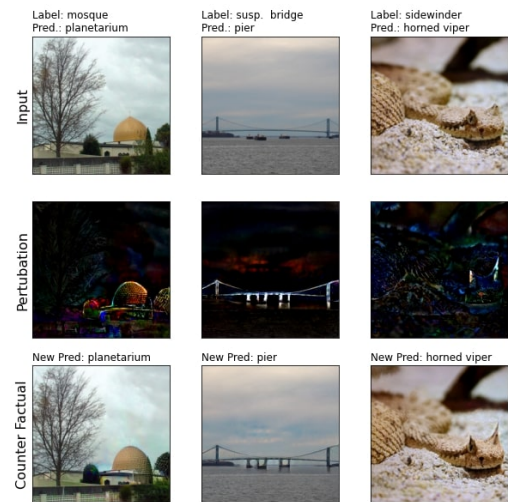 Label: mosque
Pred.: planetarium
Label: susp. bridge
Pred.: pier
Label: sidewinder
Pred.: horned viper
Input
Pertubation
New Pred: planetarium
New Pred: pier
New Pred: horned viper
Counter Factual